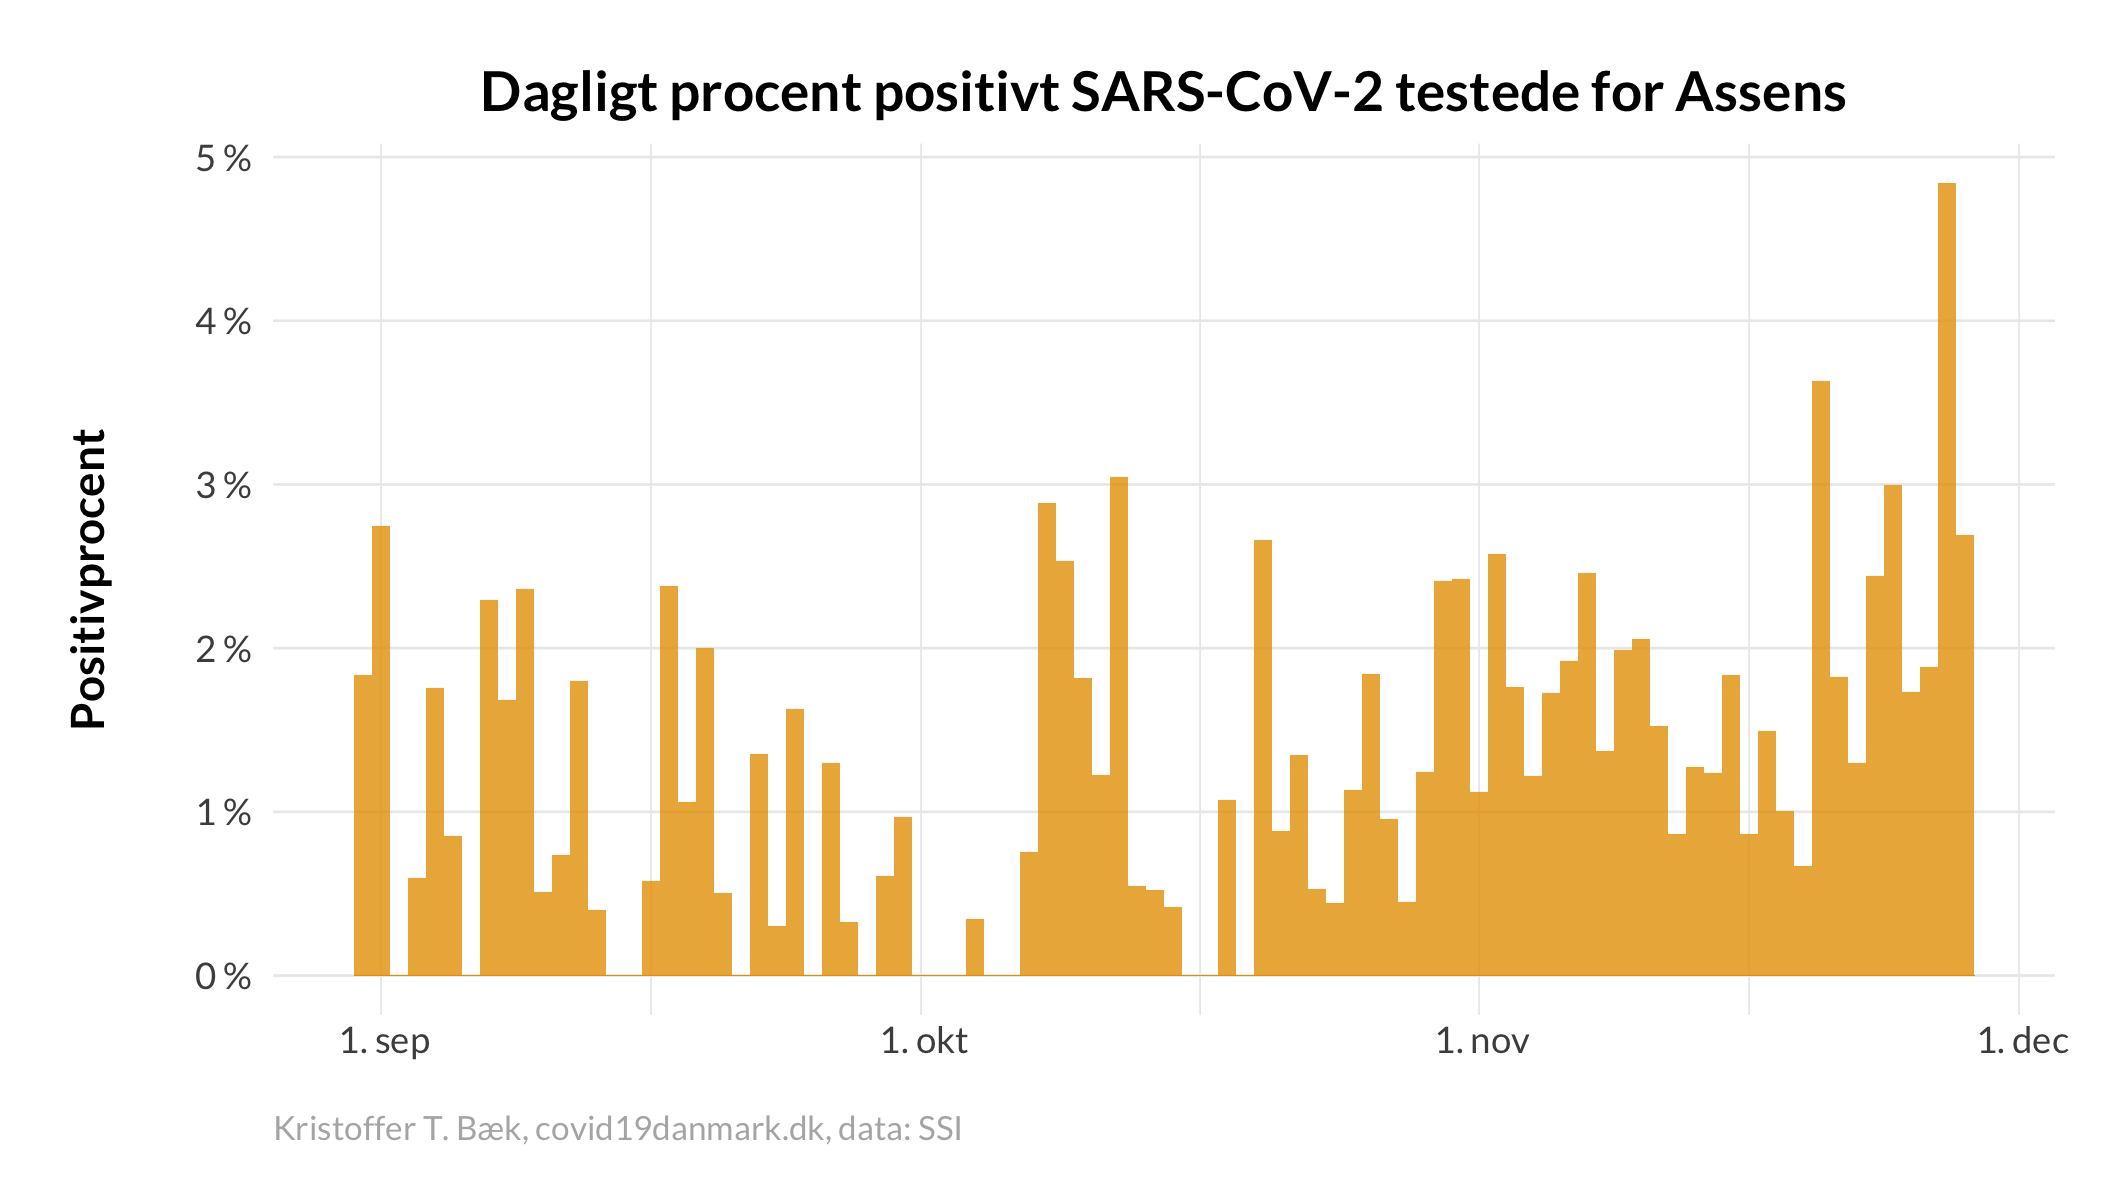 Dagligt procent positivt SARS-CoV-2 testede for Assens
Positivprocent
5 %
4 %
3 %
2 %
1 %
0 %
1. sep
1. okt
1. nov
1. dec
Kristoffer T. Bæk, covid19danmark.dk, data: SSI